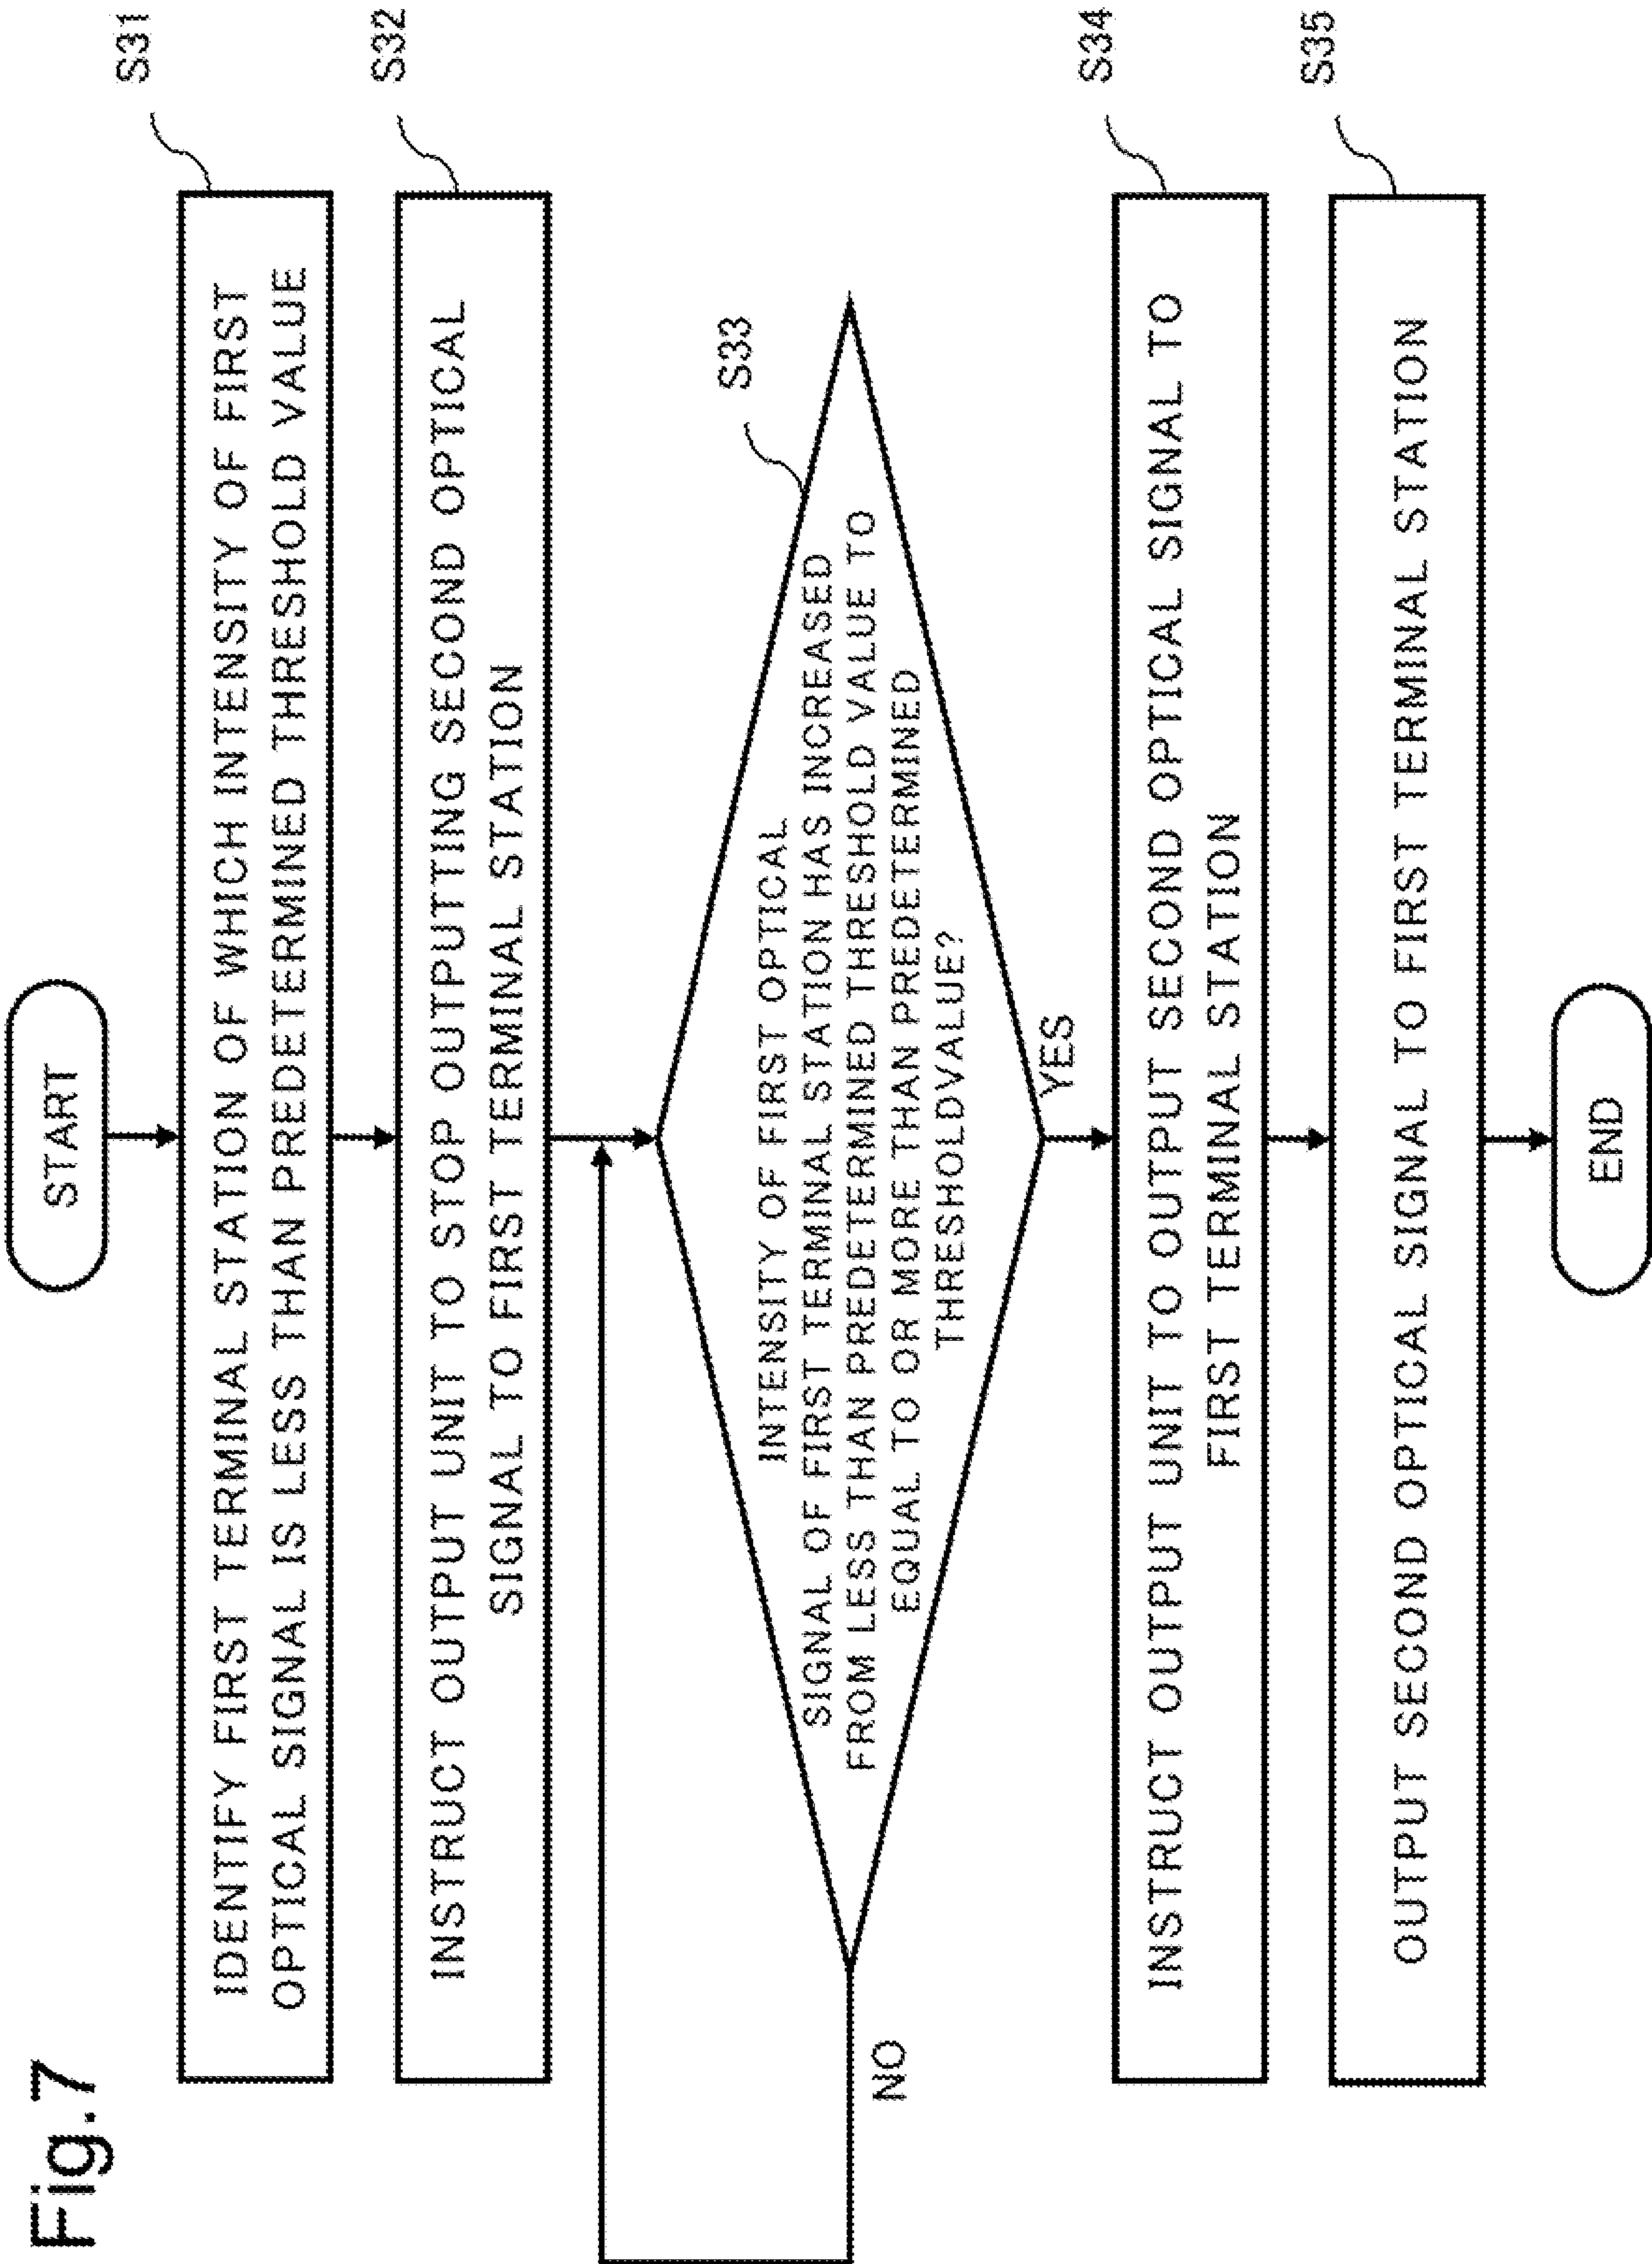 Fig.7
START
S31
IDENTIFY FIRST TERMINAL STATION OF WHICH INTENSITY OF FIRST
OPTICAL SIGNAL IS LESS THAN PREDETERMINED THRESHOLD VALUE
S32
INSTRUCT OUTPUT UNIT TO STOP OUTPUTTING SECOND OPTICAL
SIGNAL TO FIRST TERMINAL STATION
S33
INTENSITY OF FIRST OPTICAL
SIGNAL OF FIRST TERMINAL STATION HAS INCREASED
FROM LESS THAN PREDETERMINED THRESHOLD VALUE TO
EQUAL TO OR MORE THAN PREDETERMINED
THRESHOLDVALUE?
NO
YES
S34
INSTRUCT OUTPUT UNIT TO OUTPUT SECOND OPTICAL SIGNAL TO
FIRST TERMINAL STATION
S35
OUTPUT SECOND OPTICAL SIGNAL TO FIRST TERMINAL STATION
END